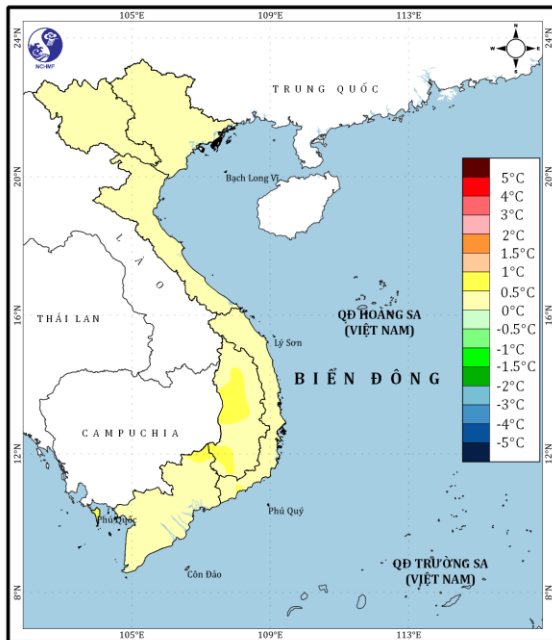 105°E 109°E 113°E
24°N 24°N
NCHMF
N
W E
S
TRUNG QUỐC
Bạch Long Vĩ
20°N 20°N
5°C
4°C
3°C
2°C
1.5°C
1°C
0.5°C
0°C
-0.5°C
-1°C
-2°C
-3°C
-4°C
-5°C
LÀO
THÁI LAN
16°N 16°N
QĐ HOÀNG SA
(VIỆT NAM)
Lý Sơn
BIỂN ĐÔNG
CAMPUCHIA
12°N 12°N
Phú Quốc
Phú Quý
Côn Đảo
QĐ TRƯỜNG SA
(VIỆT NAM)
8°N 8°N
105°E 109°E 113°E